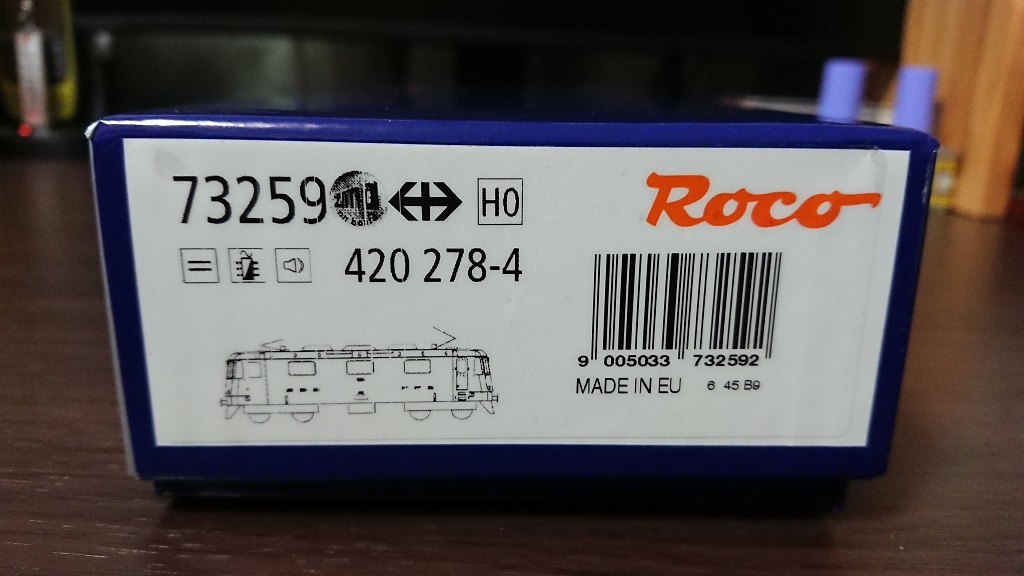 73259
H0
Roco
420 278-4
9 005033 732592
MADE IN EU 6 45 B9